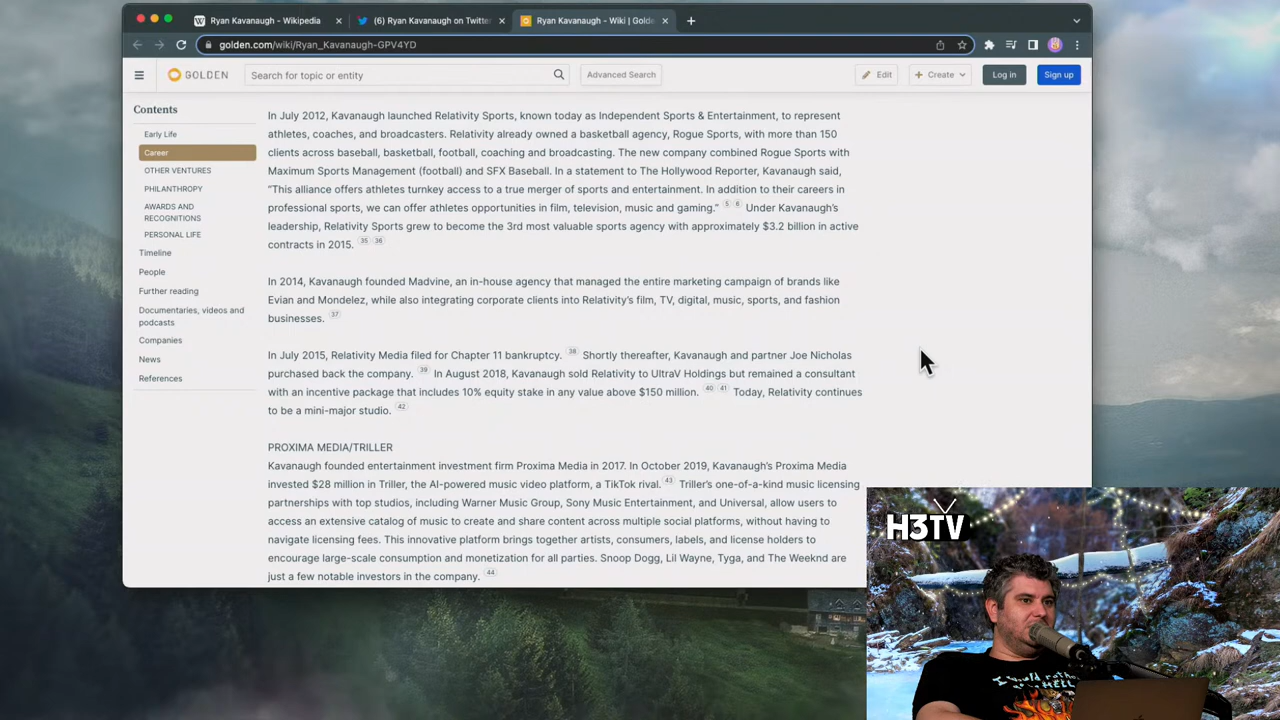 Ryan Kavanaugh - Wikipedia
(6) Ryan Kavanaugh on Twitter
Ryan Kavanaugh - Wiki | Golde
golden.com/wiki/Ryan_Kavanaugh-GPV4YD
GOLDEN
Search for topic or entity
Advanced Search
Edit
Create
Log in
Sign up
Contents
Early Life
Career
OTHER VENTURES
PHILANTHROPY
AWARDS AND
RECOGNITIONS
PERSONAL LIFE
Timeline
People
Further reading
Documentaries, videos and
podcasts
Companies
News
References
In July 2012, Kavanaugh launched Relativity Sports, known today as Independent Sports & Entertainment, to represent
athletes, coaches, and broadcasters. Relativity already owned a basketball agency, Rogue Sports, with more than 150
clients across baseball, basketball, football, coaching and broadcasting. The new company combined Rogue Sports with
Maximum Sports Management (football) and SFX Baseball. In a statement to The Hollywood Reporter, Kavanaugh said,
"This alliance offers athletes turnkey access to a true merger of sports and entertainment. In addition to their careers in
professional sports, we can offer athletes opportunities in film, television, music and gaming." 5 6 Under Kavanaugh's
leadership, Relativity Sports grew to become the 3rd most valuable sports agency with approximately $3.2 billion in active
contracts in 2015. 35 36
In 2014, Kavanaugh founded Madvine, an in-house agency that managed the entire marketing campaign of brands like
Evian and Mondelez, while also integrating corporate clients into Relativity's film, TV, digital, music, sports, and fashion
businesses. 37
In July 2015, Relativity Media filed for Chapter 11 bankruptcy. 38 Shortly thereafter, Kavanaugh and partner Joe Nicholas
purchased back the company. 39 In August 2018, Kavanaugh sold Relativity to UltraV Holdings but remained a consultant
with an incentive package that includes 10% equity stake in any value above $150 million. 40 41 Today, Relativity continues
to be a mini-major studio. 42
PROXIMA MEDIA/TRILLER
Kavanaugh founded entertainment investment firm Proxima Media in 2017. In October 2019, Kavanaugh's Proxima Media
invested $28 million in Triller, the AI-powered music video platform, a TikTok rival. 43 Triller's one-of-a-kind music licensing
partnerships with top studios, including Warner Music Group, Sony Music Entertainment, and Universal, allow users to
access an extensive catalog of music to create and share content across multiple social platforms, without having to
navigate licensing fees. This innovative platform brings together artists, consumers, labels, and license holders to
encourage large-scale consumption and monetization for all parties. Snoop Dogg, Lil Wayne, Tyga, and The Weeknd are
just a few notable investors in the company. 44
H3TV